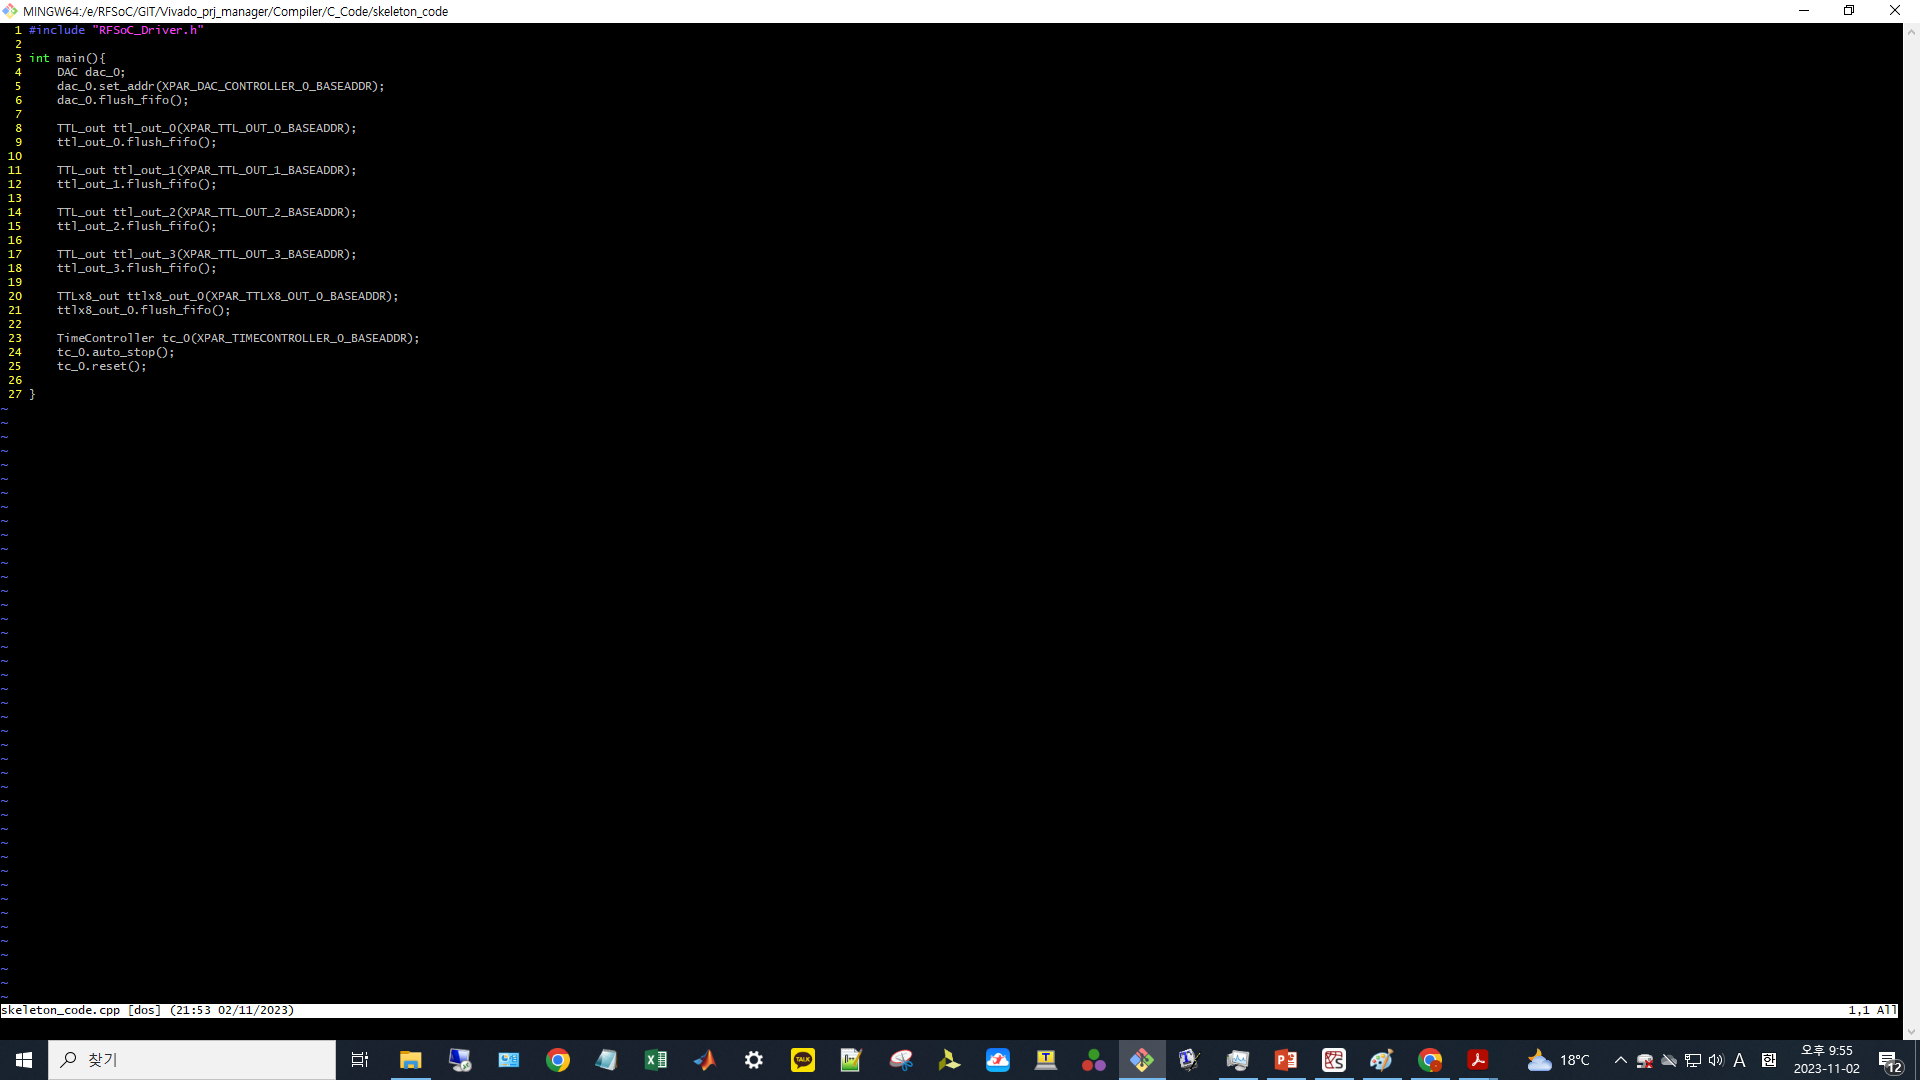 MINGW64:/e/RFSoC/GIT/Vivado_prj_manager/Compiler/C_Code/skeleton_code
1 #include "RFSoC_Driver.h"
2
3 int main(){
4     DAC dac_0;
5     dac_0.set_addr(XPAR_DAC_CONTROLLER_0_BASEADDR);
6     dac_0.flush_fifo();
7
8     TTL_out ttl_out_0(XPAR_TTL_OUT_0_BASEADDR);
9     ttl_out_0.flush_fifo();
10
11     TTL_out ttl_out_1(XPAR_TTL_OUT_1_BASEADDR);
12     ttl_out_1.flush_fifo();
13
14     TTL_out ttl_out_2(XPAR_TTL_OUT_2_BASEADDR);
15     ttl_out_2.flush_fifo();
16
17     TTL_out ttl_out_3(XPAR_TTL_OUT_3_BASEADDR);
18     ttl_out_3.flush_fifo();
19
20     TTLx8_out ttlx8_out_0(XPAR_TTLX8_OUT_0_BASEADDR);
21     ttlx8_out_0.flush_fifo();
22
23     TimeController tc_0(XPAR_TIMECONTROLLER_0_BASEADDR);
24     tc_0.auto_stop();
25     tc_0.reset();
26
27 }
skeleton_code.cpp [dos] (21:53 02/11/2023) 1,1 All
찾기
TALK
18°C
A
오후 9:55
2023-11-02
12